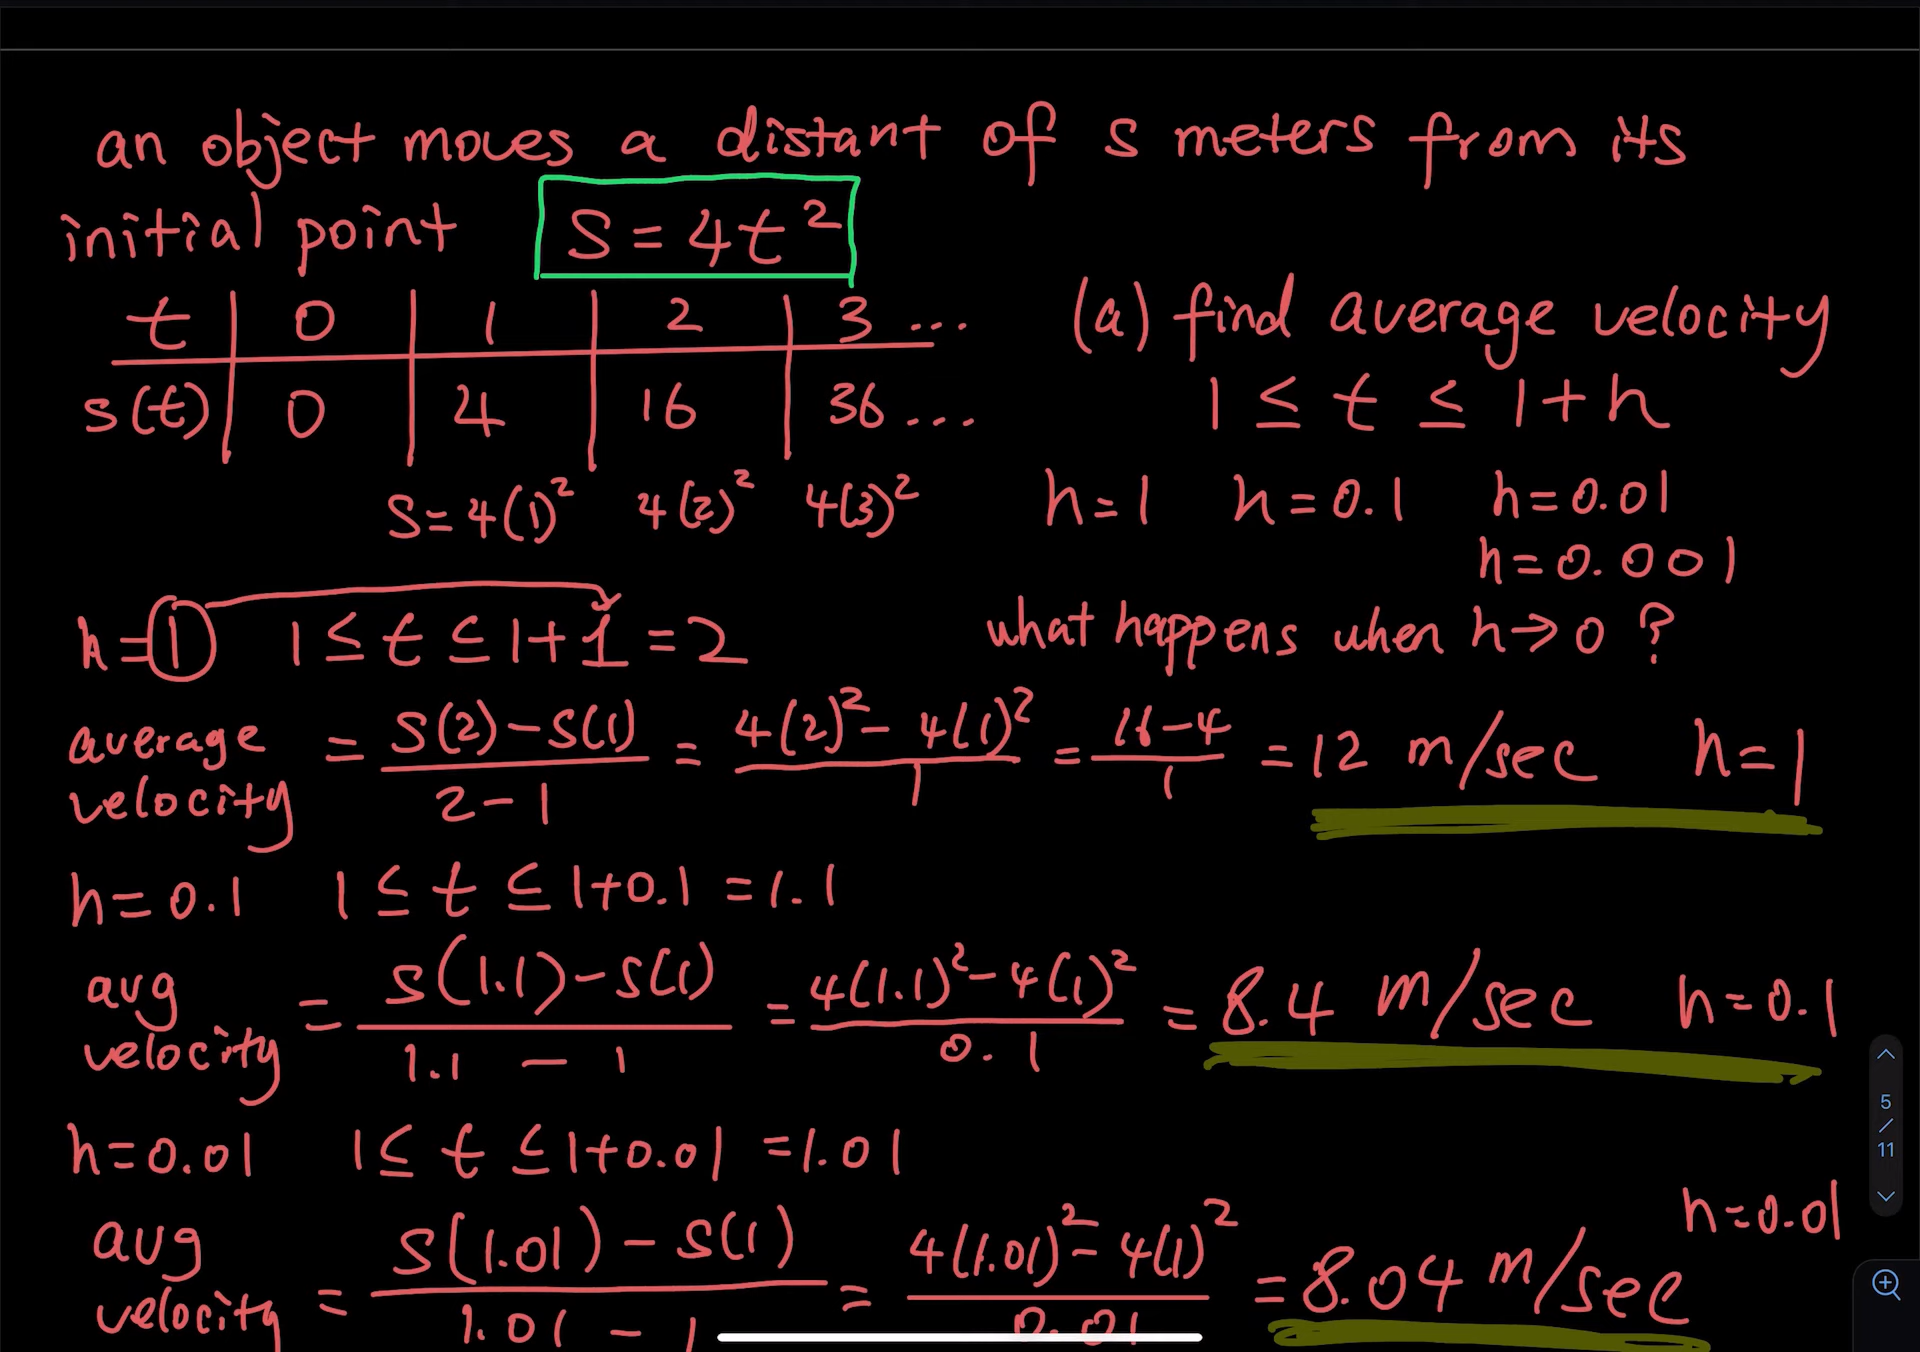 an object moves a distant of s meters from its
initial point S = 4t²
t | 0 | 1 | 2 | 3 ...
s(t) | 0 | 4 | 16 | 36 ...
S=4(1)² 4(2)² 4(3)²
(a) find average velocity
1 ≤ t ≤ 1+h
h=1 h=0.1 h=0.01
h=0.001
what happens when h→0 ?
h=1 1 ≤ t ≤ 1+1 = 2
average velocity = S(2)-S(1) / 2-1 = 4(2)²-4(1)² / 1 = 16-4 / 1 = 12 m/sec h=1
h=0.1 1 ≤ t ≤ 1+0.1 = 1.1
avg velocity = S(1.1)-S(1) / 1.1 - 1 = 4(1.1)²-4(1)² / 0.1 = 8.4 m/sec h=0.1
h=0.01 1 ≤ t ≤ 1+0.01 = 1.01
avg velocity = S(1.01)-S(1) / 1.01 - 1 = 4(1.01)²-4(1)² / 0.01 = 8.04 m/sec h=0.01
5
/
11